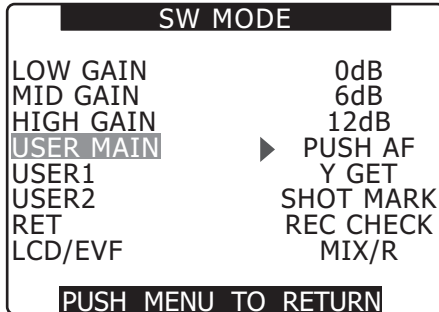 SW MODE
LOW GAIN 0dB
MID GAIN 6dB
HIGH GAIN 12dB
USER MAIN PUSH AF
USER1 Y GET
USER2 SHOT MARK
RET REC CHECK
LCD/EVF MIX/R
PUSH MENU TO RETURN